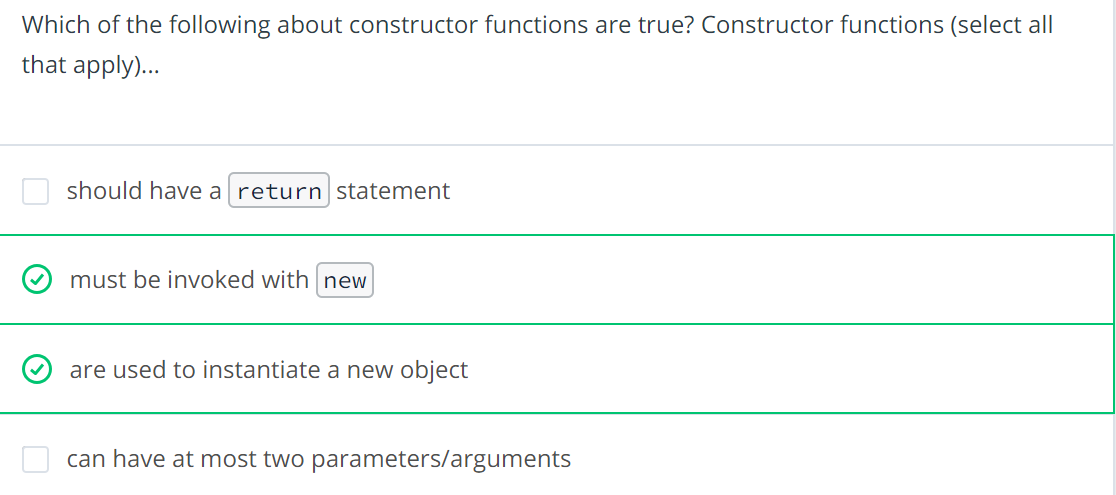 Which of the following about constructor functions are true? Constructor functions (select all
that apply)...
should have a return statement
must be invoked with new
are used to instantiate a new object
can have at most two parameters/arguments